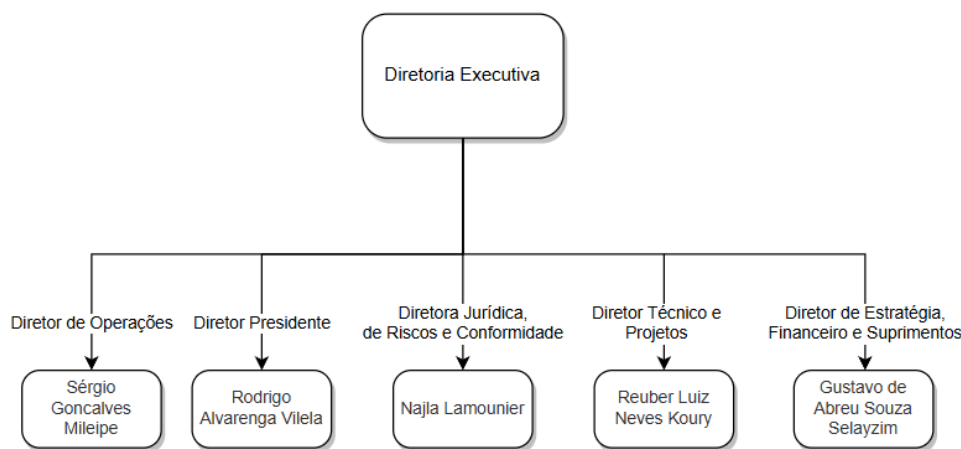 Diretoria Executiva
Diretor de Operações
Diretor Presidente
Diretora Jurídica,
de Riscos e Conformidade
Diretor Técnico e
Projetos
Diretor de Estratégia,
Financeiro e Suprimentos
Sérgio
Goncalves
Mileipe
Rodrigo
Alvarenga Vilela
Najla Lamounier
Reuber Luiz
Neves Koury
Gustavo de
Abreu Souza
Selayzim